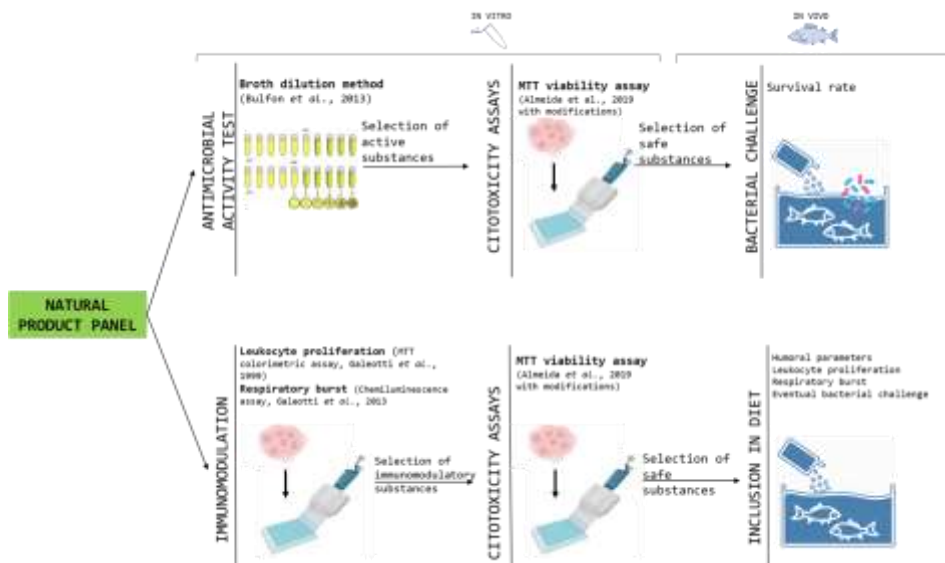 IN VITRO
IN VOVO
ANTIMICROBIAL
ACTIVITY TEST
Broth dilution method
(Bulfon et al., 2013)
Selection of
active
substances
CITOTOXICITY ASSAYS
MTT viability assay
(Almeida et al., 2019
with modifications)
Selection of
safe
substances
BACTERIAL CHALLENGE
Survival rate
NATURAL
PRODUCT PANEL
IMMUNOMODULATION
Leukocyte proliferation (MTT
colorimetric assay, Galeotti et al.,
1999)
Respiratory burst (Chemiluminescence
assay, Galeotti et al., 2013
Selection of
immunomodulatory
substances
CITOTOXICITY ASSAYS
MTT viability assay
(Almeida et al., 2019
with modifications)
Selection of
safe
substances
INCLUSION IN DIET
Humoral parameters
Leukocyte proliferation
Respiratory burst
Eventual bacterial challenge